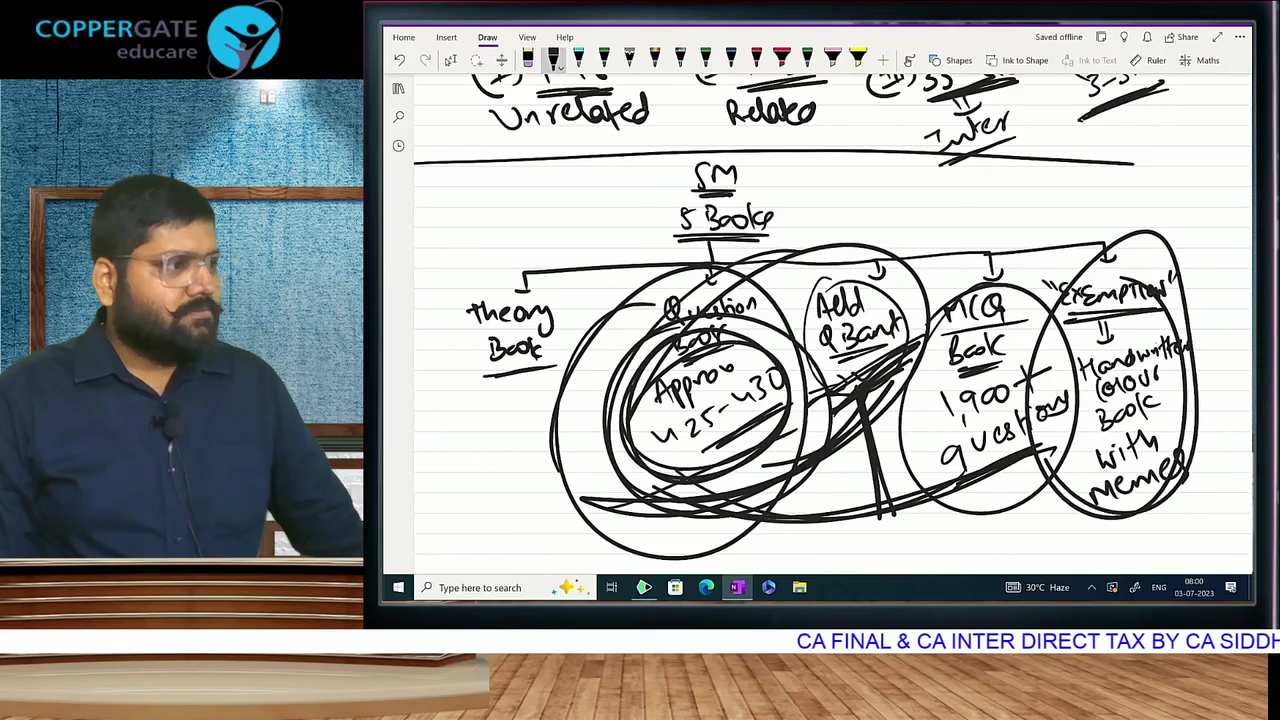 COPPERGATE
educare
Home Insert Draw View Help
Saved offline
Share
Shapes
Ink to Shape
Ink to Text
Ruler
Maths
Unrelated
Related
Inter
SM
5 Books
Theory
Book
Question
Book
Approx
425-430
Add
Q Bank
MCQ
Book
1,900+
questions
"Exemption"
Handwritten
Colour
Book
with
memes
Type here to search
30°C Haze
ENG
08:00
03-07-2023
CA FINAL & CA INTER DIRECT TAX BY CA SIDDH